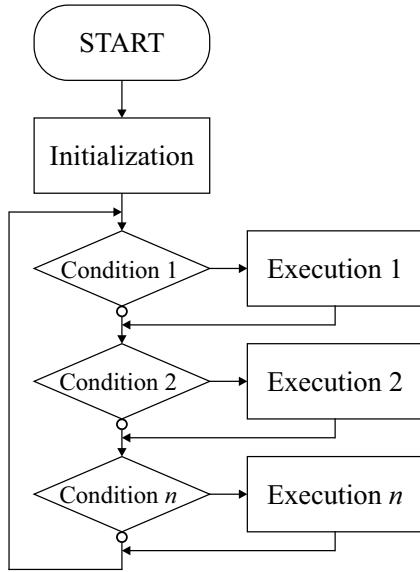 START
Initialization
Condition 1
Execution 1
Condition 2
Execution 2
Condition n
Execution n